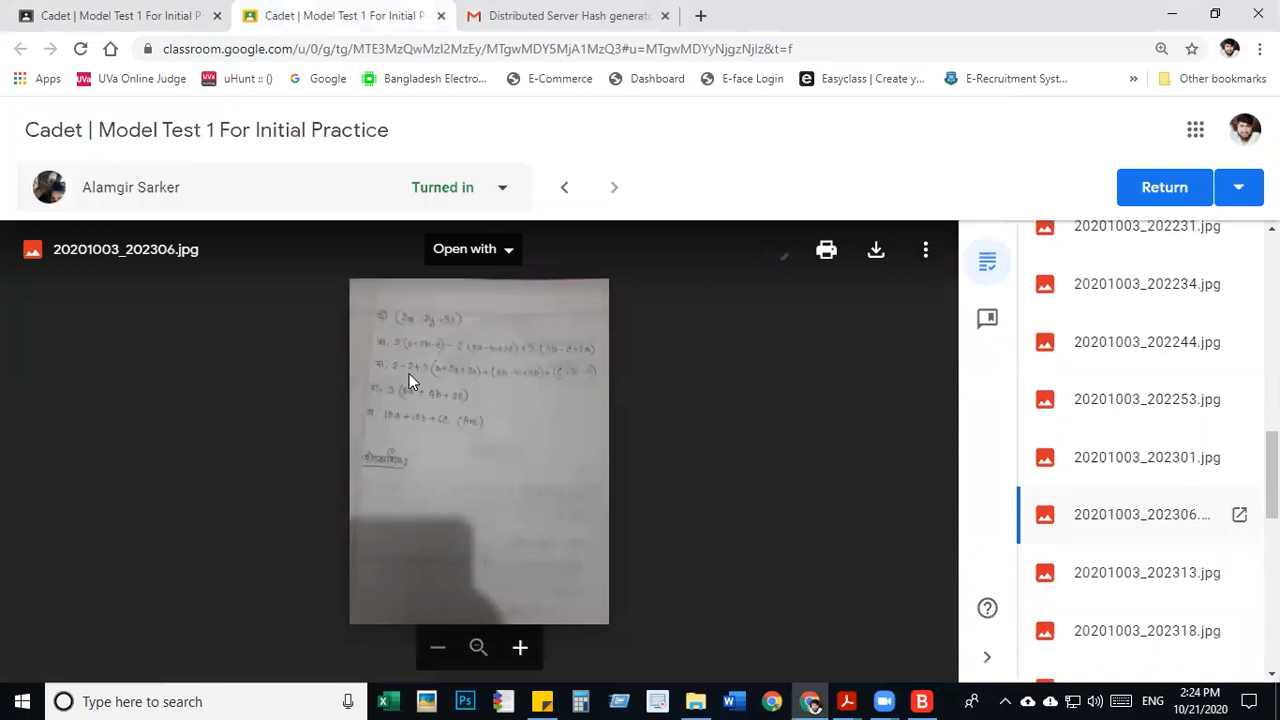 Cadet | Model Test 1 For Initial P
Cadet | Model Test 1 For Initial P
Distributed Server Hash generat
classroom.google.com/u/0/g/tg/MTE3MzQwMzI2MzEy/MTgwMDY5MjA1MzQ3#u=MTgwMDYyNjgzNjIz&t=f
Apps
UVa Online Judge
uHunt :: ()
Google
Bangladesh Electro...
E-Commerce
Dashboard
E-face Login
Easyclass | Create y...
E-Recruitment Syst...
»
Other bookmarks
Cadet | Model Test 1 For Initial Practice
Alamgir Sarker
Turned in
Return
20201003_202306.jpg
Open with
20201003_202231.jpg
20201003_202234.jpg
20201003_202244.jpg
20201003_202253.jpg
20201003_202301.jpg
20201003_202306....
20201003_202313.jpg
20201003_202318.jpg
(Ans)
Type here to search
ENG
2:24 PM
10/21/2020